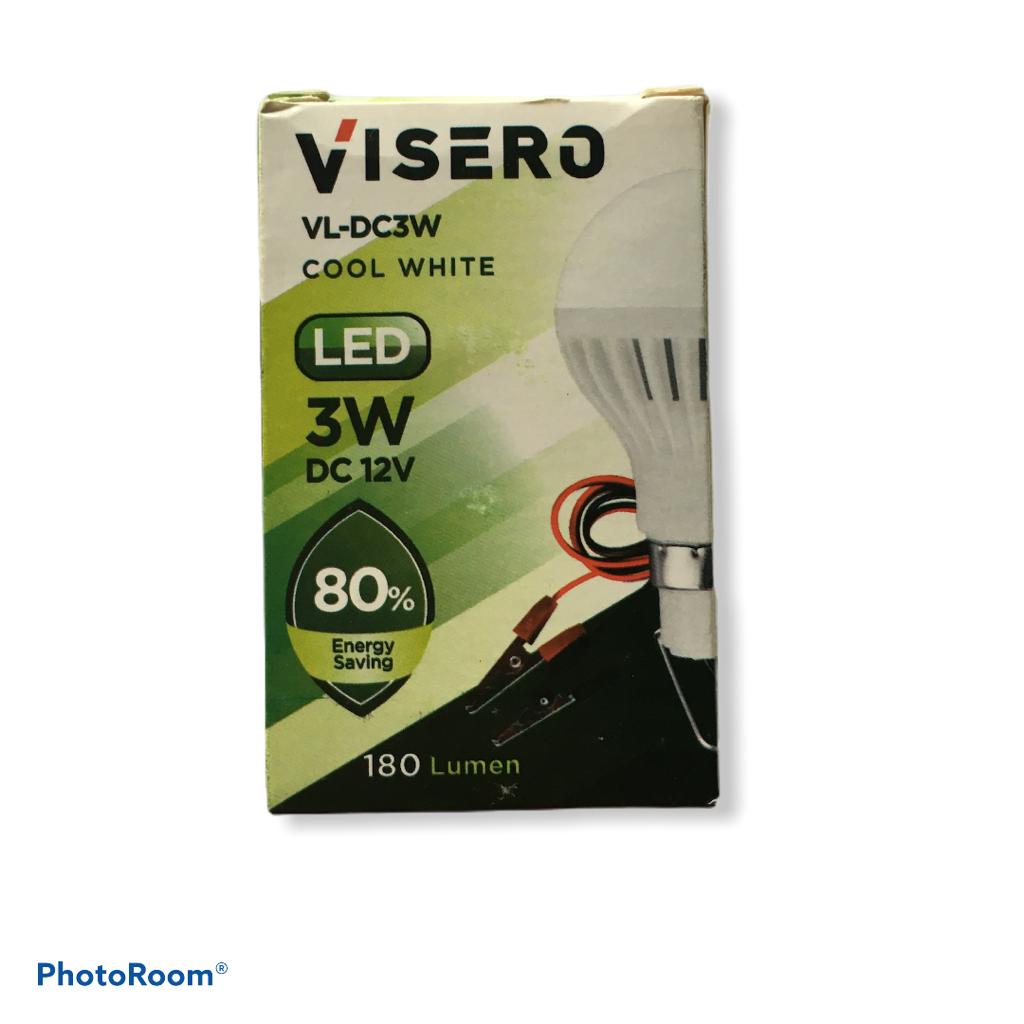 VISERO
VL-DC3W
COOL WHITE
LED
3W
DC 12V
80%
Energy
Saving
180 Lumen
PhotoRoom®